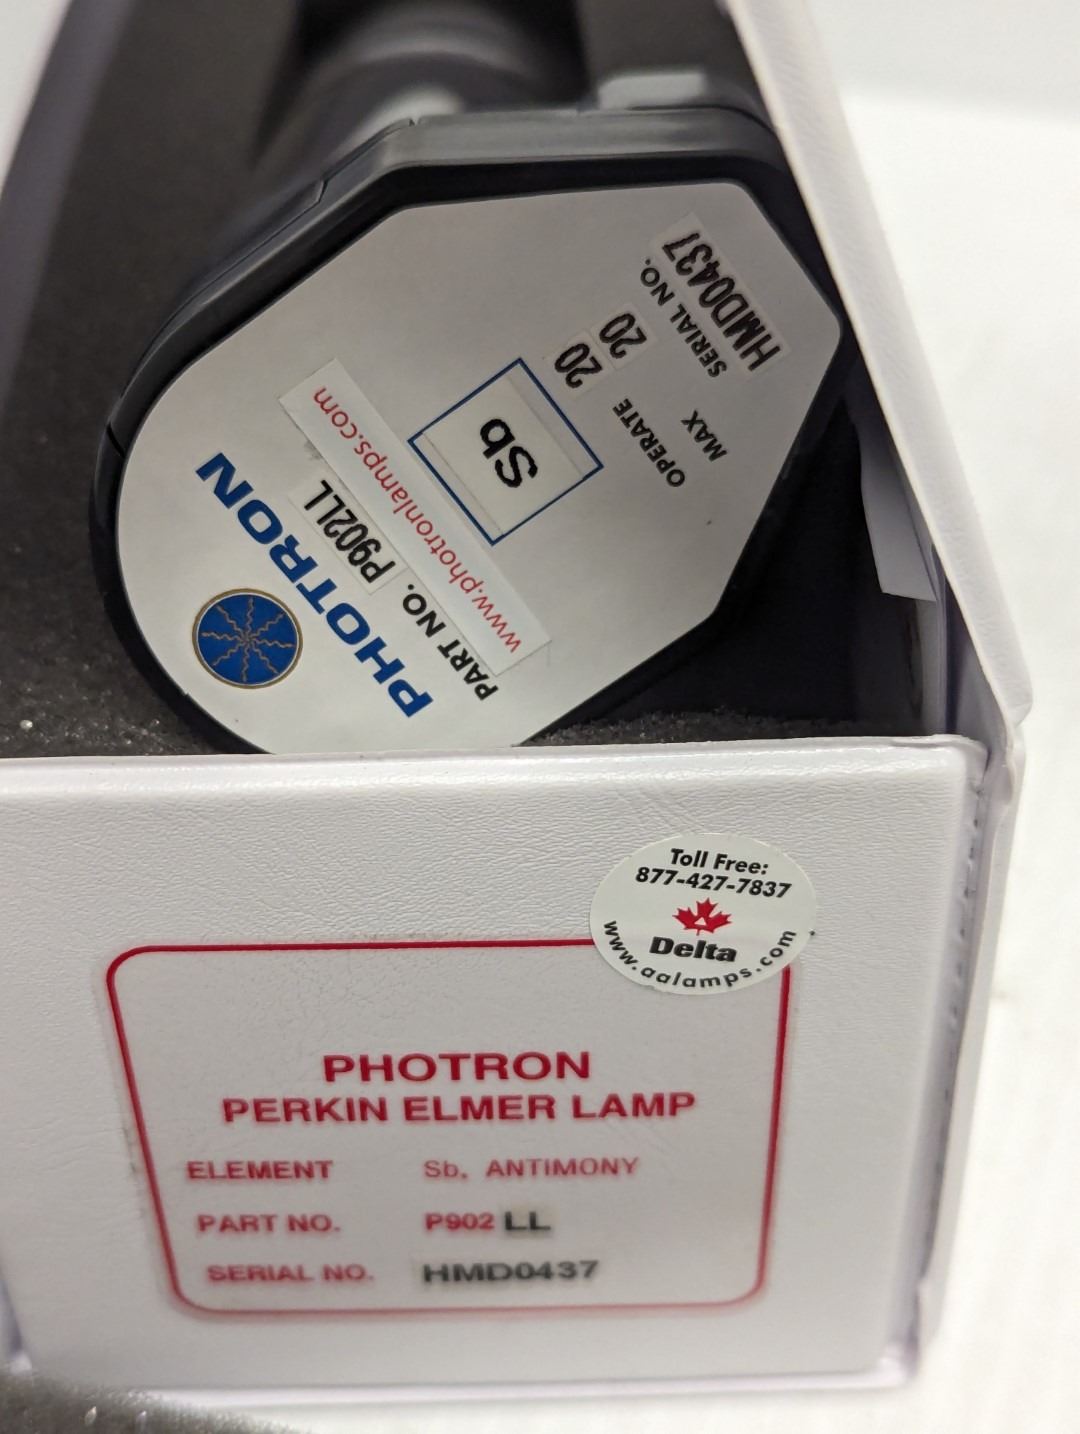 PHOTRON
PART NO. P902LL
www.photronlamps.com
Sb
OPERATE 20
MAX 20
SERIAL NO.
HMD0437
Toll Free:
877-427-7837
Delta
www.aalamps.com
PHOTRON
PERKIN ELMER LAMP
ELEMENT Sb, ANTIMONY
PART NO. P902 LL
SERIAL NO. HMD0437